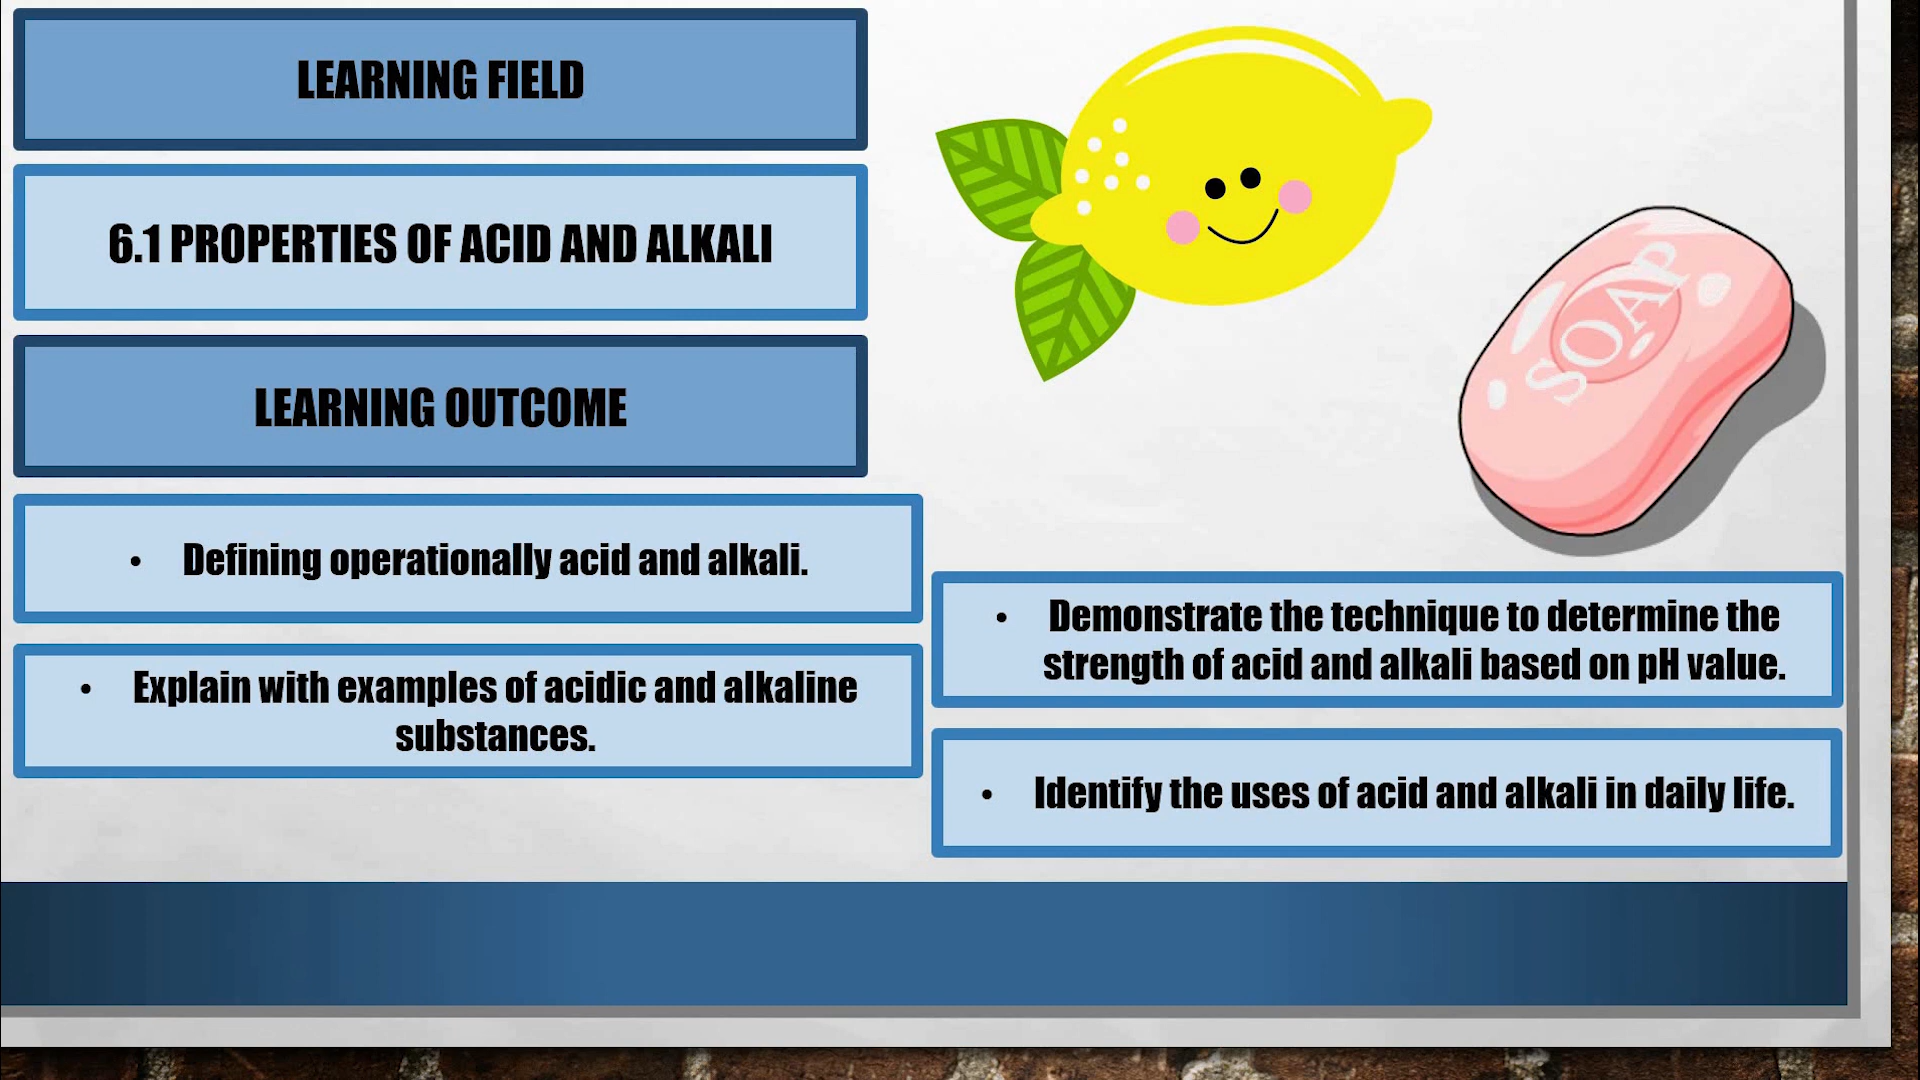 LEARNING FIELD
6.1 PROPERTIES OF ACID AND ALKALI
LEARNING OUTCOME
• Defining operationally acid and alkali.
• Explain with examples of acidic and alkaline
substances.
SOAP
• Demonstrate the technique to determine the
strength of acid and alkali based on pH value.
• Identify the uses of acid and alkali in daily life.